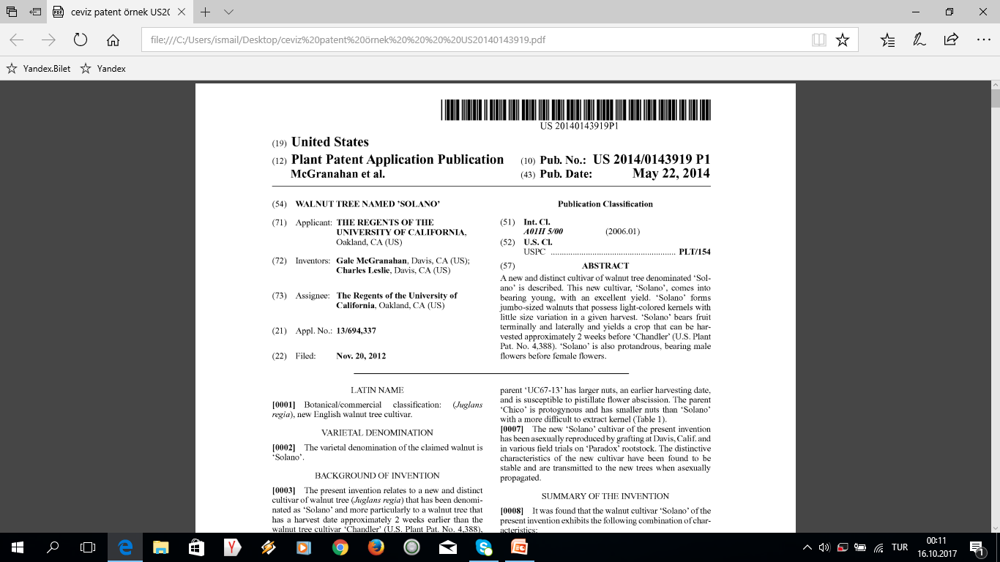 ceviz patent örnek US20
file:///C:/Users/ismail/Desktop/ceviz%20patent%20örnek%20%20%20%20US20140143919.pdf
Yandex.Bilet
Yandex
US 20140143919P1
(19) United States
(12) Plant Patent Application Publication
McGranahan et al.
(10) Pub. No.: US 2014/0143919 P1
(43) Pub. Date: May 22, 2014
(54) WALNUT TREE NAMED ’SOLANO’
(71) Applicant: THE REGENTS OF THE
UNIVERSITY OF CALIFORNIA,
Oakland, CA (US)
(72) Inventors: Gale McGranahan, Davis, CA (US);
Charles Leslie, Davis, CA (US)
(73) Assignee: The Regents of the University of
California, Oakland, CA (US)
(21) Appl. No.: 13/694,337
(22) Filed: Nov. 20, 2012
Publication Classification
(51) Int. Cl.
A01H 5/00 (2006.01)
(52) U.S. Cl.
USPC ........................................................ PLT/154
(57) ABSTRACT
A new and distinct cultivar of walnut tree denominated ‘Sol-
ano’ is described. This new cultivar, ‘Solano’, comes into
bearing young, with an excellent yield. ‘Solano’ forms
jumbo-sized walnuts that possess light-colored kernels with
little size variation in a given harvest. ‘Solano’ bears fruit
terminally and laterally and yields a crop that can be har-
vested approximately 2 weeks before ‘Chandler’ (U.S. Plant
Pat. No. 4,388). ‘Solano’ is also protandrous, bearing male
flowers before female flowers.
LATIN NAME
[0001] Botanical/commercial classification: (Juglans
regia), new English walnut tree cultivar.
VARIETAL DENOMINATION
[0002] The varietal denomination of the claimed walnut is
‘Solano’.
BACKGROUND OF INVENTION
[0003] The present invention relates to a new and distinct
cultivar of walnut tree (Juglans regia) that has been denomi-
nated as ‘Solano’ and more particularly to a walnut tree that
has a harvest date approximately 2 weeks earlier than the
walnut tree cultivar ‘Chandler’ (U.S. Plant Pat. No. 4,388),
parent ‘UC67-13’ has larger nuts, an earlier harvesting date,
and is susceptible to pistillate flower abscission. The parent
‘Chico’ is protogynous and has smaller nuts than ‘Solano’
with a more difficult to extract kernel (Table 1).
[0007] The new ‘Solano’ cultivar of the present invention
has been asexually reproduced by grafting at Davis, Calif. and
in various field trials on ‘Paradox’ rootstock. The distinctive
characteristics of the new cultivar have been found to be
stable and are transmitted to the new trees when asexually
propagated.
SUMMARY OF THE INVENTION
[0008] It was found that the walnut cultivar ‘Solano’ of the
present invention exhibits the following combination of char-
acteristics:
TUR
00:11
16.10.2017
1